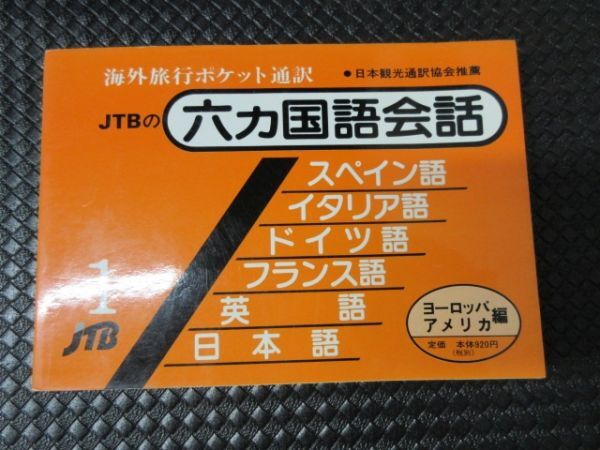 海外旅行ポケット通訳
●日本観光通訳協会推薦
JTBの
六カ国語会話
スペイン語
イタリア語
ドイツ語
フランス語
英語
日本語
1
JTB
ヨーロッパ
アメリカ
編
定価 本体920円
(税別)